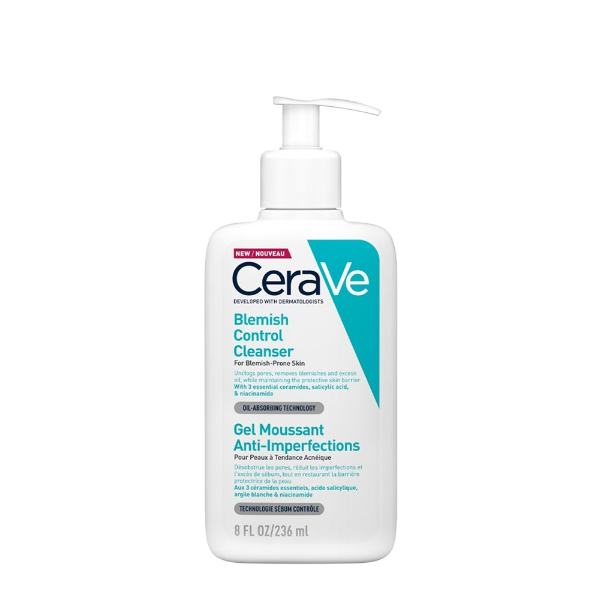 NEW / NOUVEAU
CeraVe
DEVELOPED WITH DERMATOLOGISTS
Blemish
Control
Cleanser
For Blemish-Prone Skin
Unclogs pores, removes blemishes and excess
oil, while maintaining the protective skin barrier
With 3 essential ceramides, salicylic acid,
& niacinamide
OIL-ABSORBING TECHNOLOGY
Gel Moussant
Anti-Imperfections
Pour Peaux à Tendance Acnéique
Désobstrue les pores, réduit les imperfections et
l'excès de sébum, tout en restaurant la barrière
protectrice de la peau
Aux 3 céramides essentiels, acide salicylique,
argile blanche & niacinamide
TECHNOLOGIE SÉBUM CONTRÔLE
8 FL OZ/236 ml